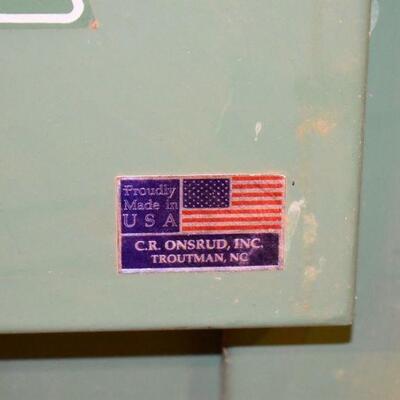 Proudly
Made in
USA
C.R. ONSRUD, INC.
TROUTMAN, NC